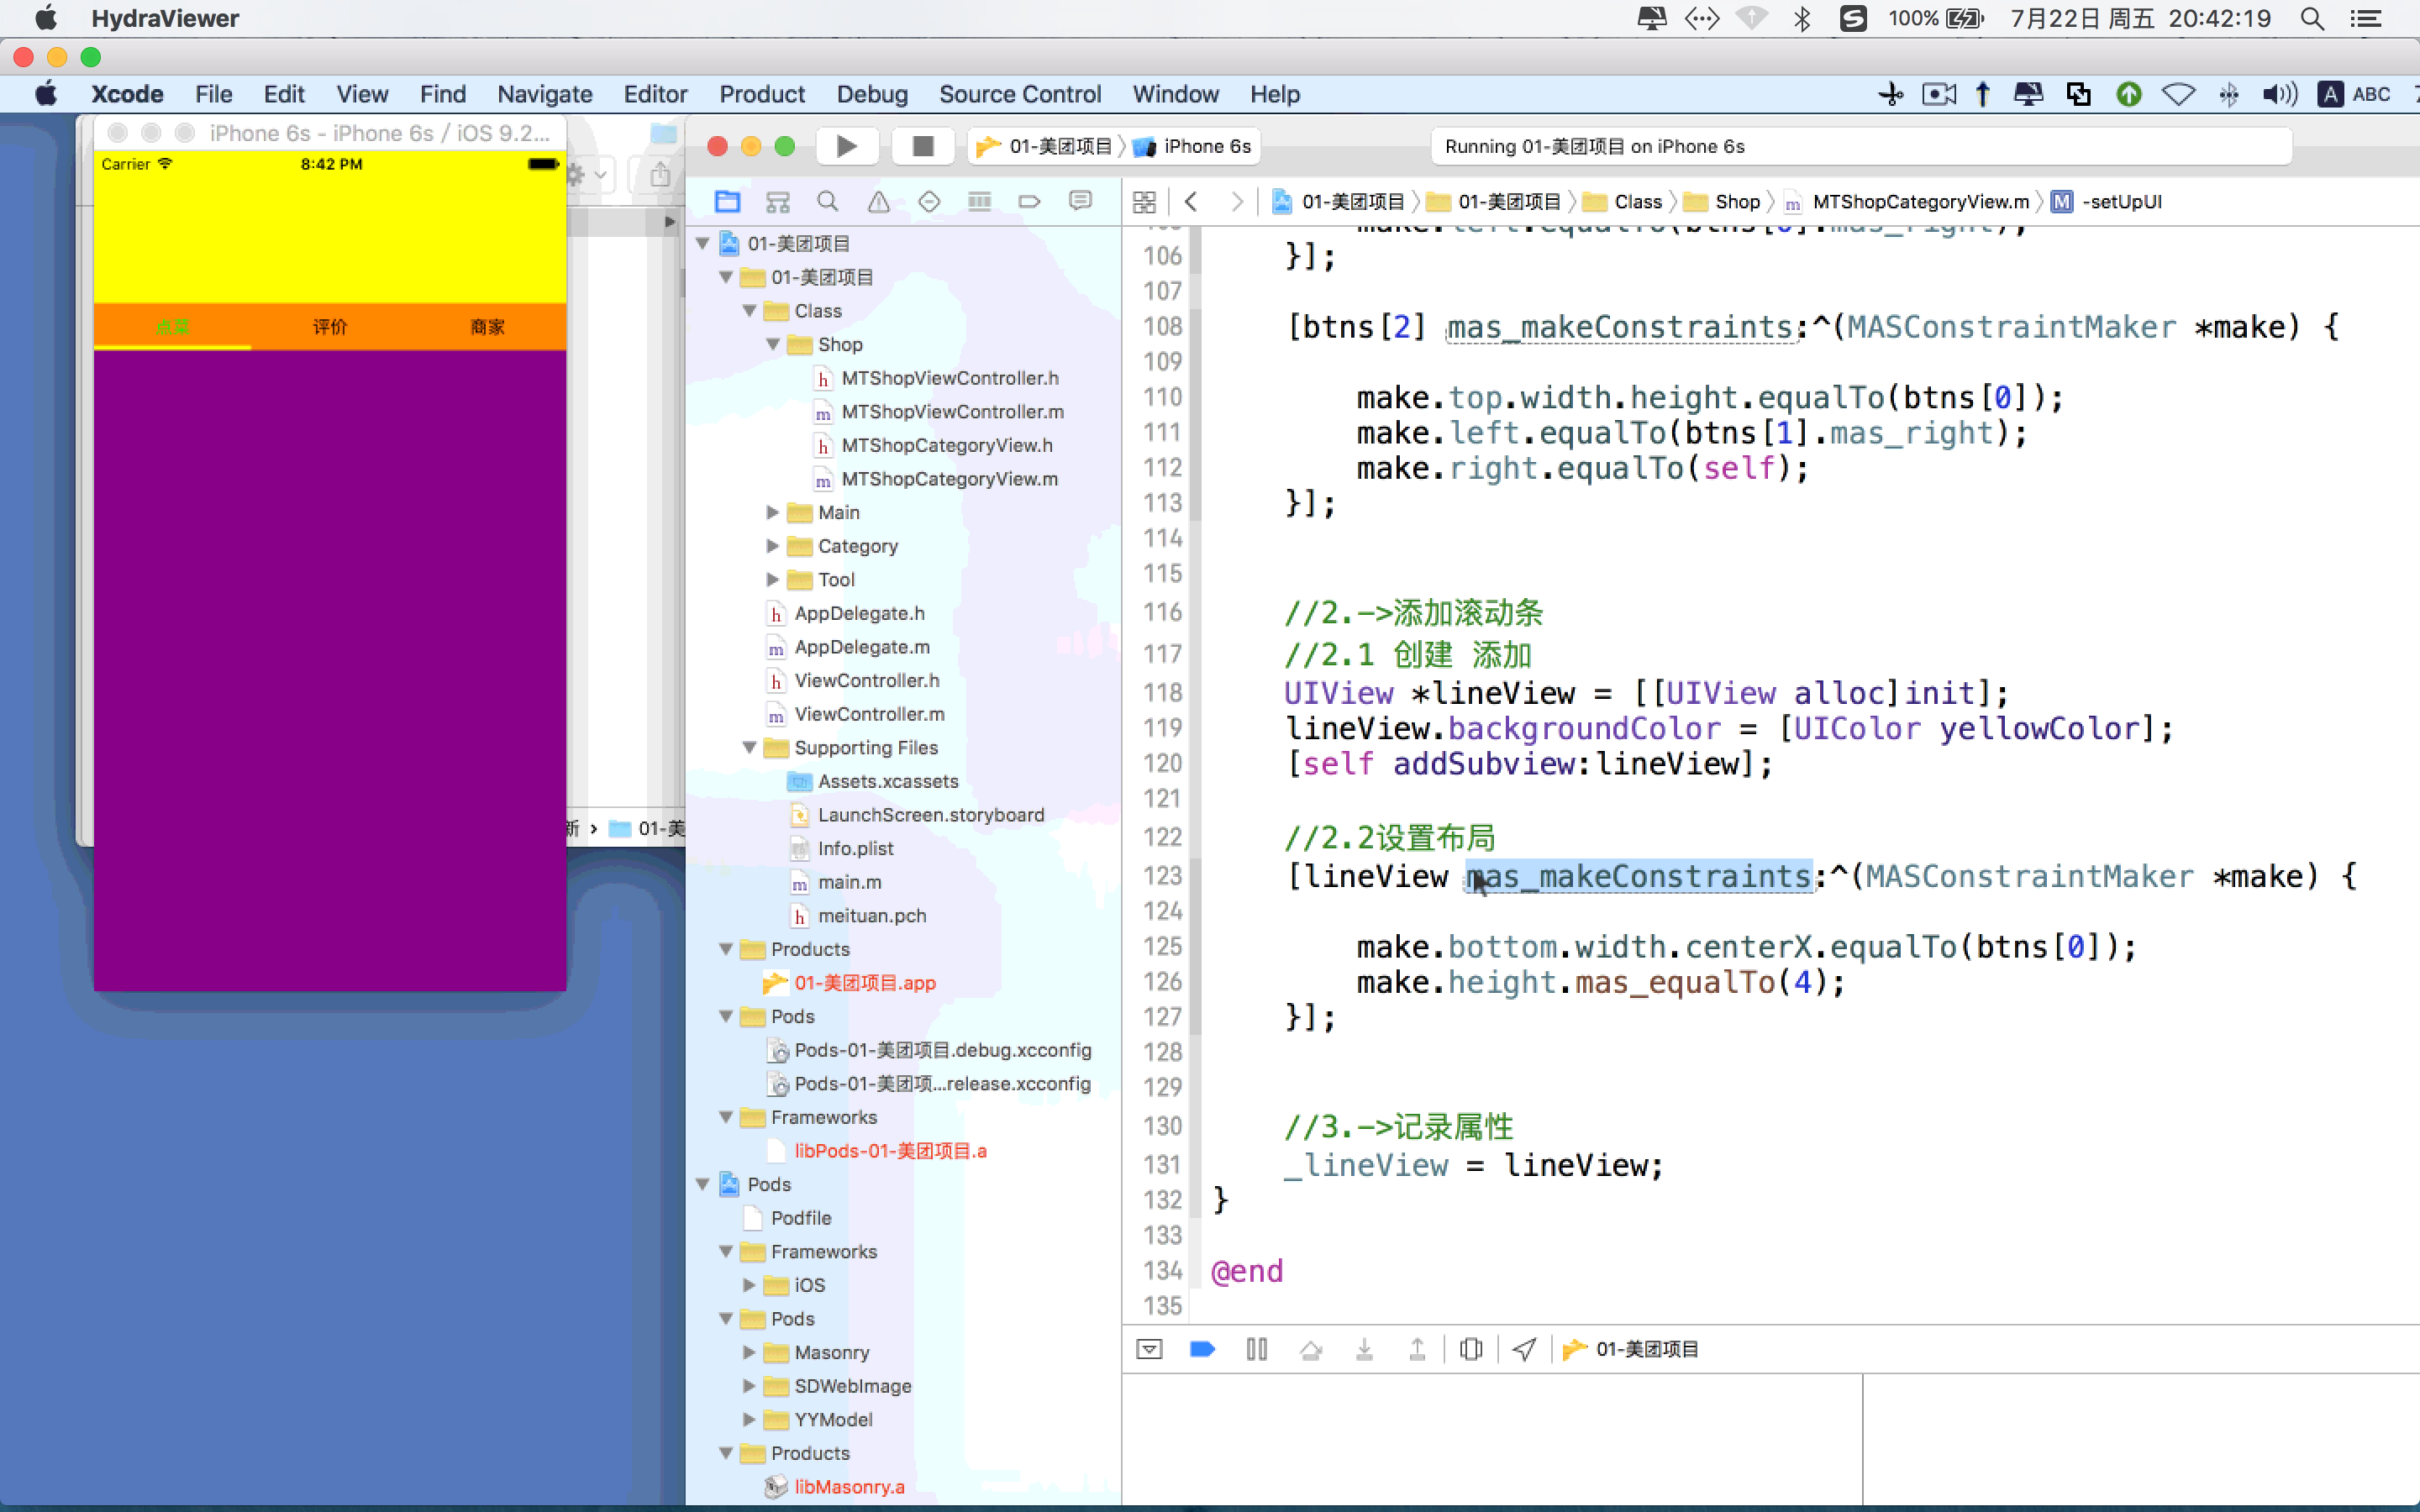 HydraViewer
100%
7月22日 周五 20:42:19
Xcode File Edit View Find Navigate Editor Product Debug Source Control Window Help
A ABC
iPhone 6s - iPhone 6s / iOS 9.2...
Carrier
8:42 PM
点菜
评价
商家
新 › 01-美
01-美团项目 〉 iPhone 6s
Running 01-美团项目 on iPhone 6s
01-美团项目 〉 01-美团项目 〉 Class 〉 Shop 〉 MTShopCategoryView.m 〉 M -setUpUI
01-美团项目
01-美团项目
Class
Shop
h MTShopViewController.h
m MTShopViewController.m
h MTShopCategoryView.h
m MTShopCategoryView.m
Main
Category
Tool
h AppDelegate.h
m AppDelegate.m
h ViewController.h
m ViewController.m
Supporting Files
Assets.xcassets
LaunchScreen.storyboard
Info.plist
m main.m
h meituan.pch
Products
01-美团项目.app
Pods
Pods-01-美团项目.debug.xcconfig
Pods-01-美团项...release.xcconfig
Frameworks
libPods-01-美团项目.a
Pods
Podfile
Frameworks
iOS
Pods
Masonry
SDWebImage
YYModel
Products
libMasonry.a
make.left.equalTo(btns[0].mas_right);
106 }];
107
108 [btns[2] mas_makeConstraints:^(MASConstraintMaker *make) {
109
110 make.top.width.height.equalTo(btns[0]);
111 make.left.equalTo(btns[1].mas_right);
112 make.right.equalTo(self);
113 }];
114
115
116 //2.->添加滚动条
117 //2.1 创建 添加
118 UIView *lineView = [[UIView alloc]init];
119 lineView.backgroundColor = [UIColor yellowColor];
120 [self addSubview:lineView];
121
122 //2.2设置布局
123 [lineView mas_makeConstraints:^(MASConstraintMaker *make) {
124
125 make.bottom.width.centerX.equalTo(btns[0]);
126 make.height.mas_equalTo(4);
127 }];
128
129
130 //3.->记录属性
131 _lineView = lineView;
132 }
133
134 @end
135
01-美团项目